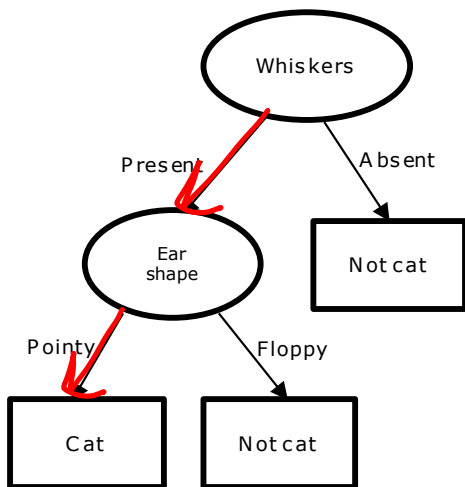 Whiskers
Present
Absent
Ear
shape
Not cat
Pointy
Floppy
Cat
Not cat